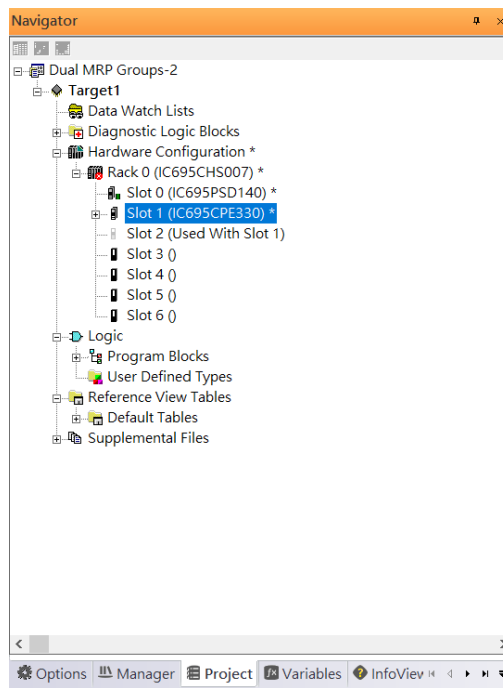 Navigator
Dual MRP Groups-2
Target1
Data Watch Lists
Diagnostic Logic Blocks
Hardware Configuration *
Rack 0 (IC695CHS007) *
Slot 0 (IC695PSD140) *
Slot 1 (IC695CPE330) *
Slot 2 (Used With Slot 1)
Slot 3 ()
Slot 4 ()
Slot 5 ()
Slot 6 ()
Logic
Program Blocks
User Defined Types
Reference View Tables
Default Tables
Supplemental Files
Options Manager Project Variables InfoView